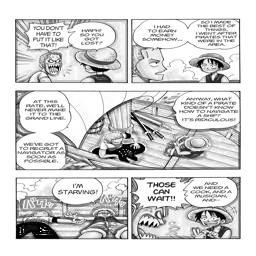 SO I MADE
THE BEST
OF THINGS.
I WENT AFTER
PIRATES THAT
WERE IN THE
AREA.
I HAD
TO EARN
MONEY
SOMEHOW...
HMPH!
SO YOU
GOT
LOST?
YOU DON'T
HAVE TO
PUT IT LIKE
THAT!
ANYWAY, WHAT
KIND OF A PIRATE
DOESN'T KNOW
HOW TO NAVIGATE
A SHIP?
IT'S RIDICULOUS!
AT THIS
RATE, WE'LL
NEVER MAKE
IT TO THE
GRAND LINE.
WE'VE GOT
TO RECRUIT A
NAVIGATOR AS
SOON AS
POSSIBLE.
AND WE
NEED A
COOK, AND A
MUSICIAN,
AND--
THOSE
CAN
WAIT!!
I'M
STARVING!